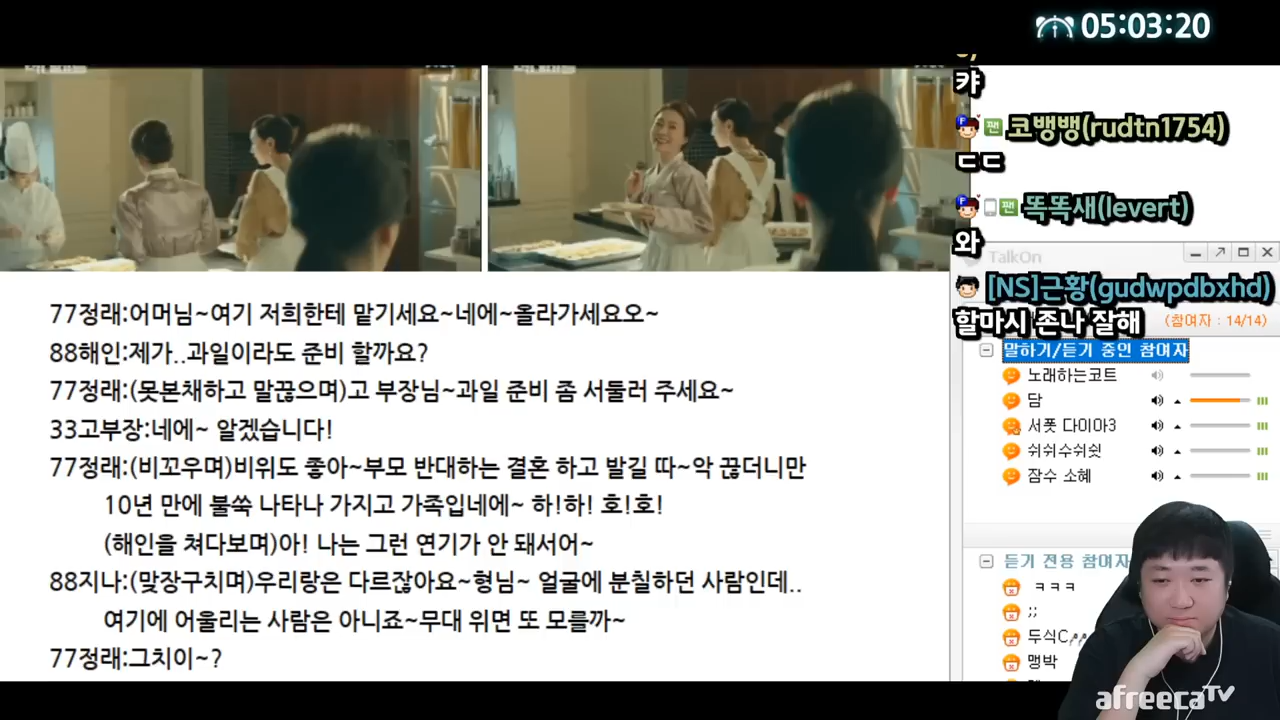 05:03:20
캬
코뱅뱅(rudtn1754)
ㄷㄷ
똑똑새(levert)
와
TalkOn
[NS]근황(gudwpdbxhd)
할마시 존나 잘해
(참여자 : 14/14)
말하기/듣기 중인 참여자
노래하는코트
담
서폿 다이아3
쉬쉬수쉬쉿
잠수 소혜
듣기 전용 참여자
ㅋㅋㅋ
;;
두식C
맹박
77정래:어머님~여기 저희한테 맡기세요~네에~올라가세요오~
88해인:제가..과일이라도 준비 할까요?
77정래:(못본채하고 말끊으며)고 부장님~과일 준비 좀 서둘러 주세요~
33고부장:네에~ 알겠습니다!
77정래:(비꼬우며)비위도 좋아~부모 반대하는 결혼 하고 발길 따~악 끊더니만
10년 만에 불쑥 나타나 가지고 가족입네에~ 하!하! 호!호!
(해인을 쳐다보며)아! 나는 그런 연기가 안 돼서어~
88지나:(맞장구치며)우리랑은 다르잖아요~형님~ 얼굴에 분칠하던 사람인데..
여기에 어울리는 사람은 아니죠~무대 위면 또 모를까~
77정래:그치이~?
afreecaTV